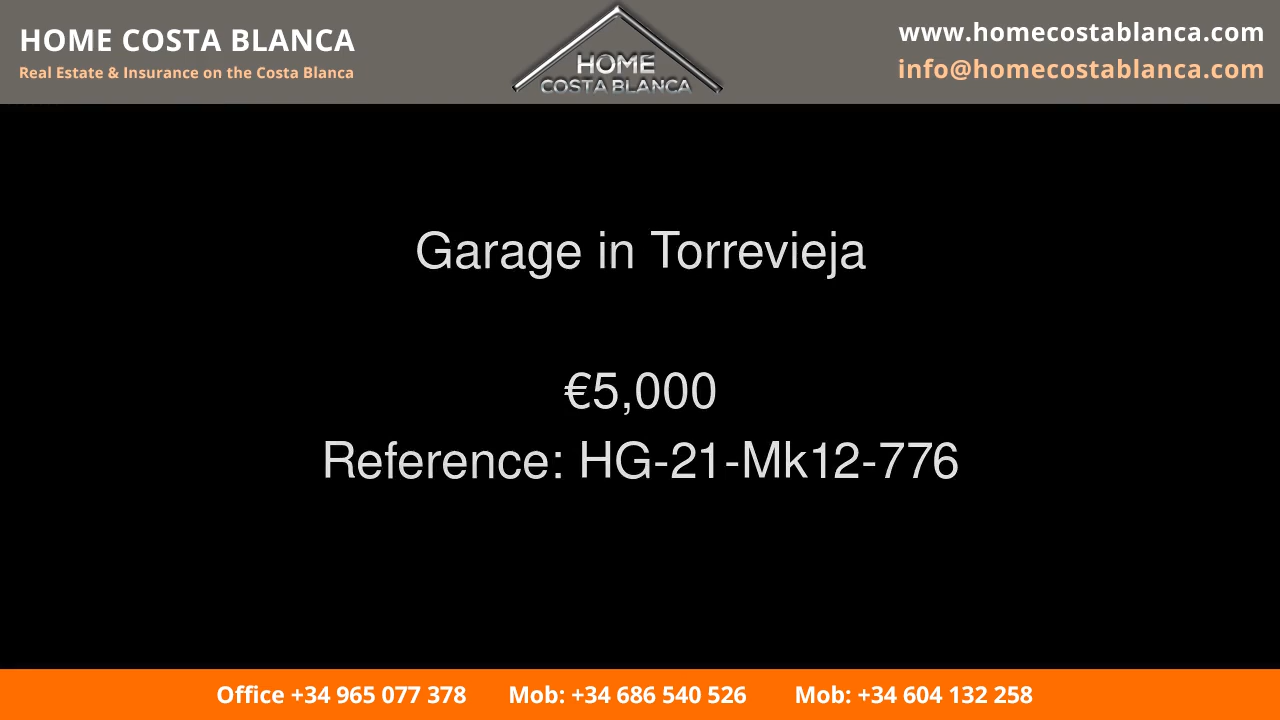 HOME COSTA BLANCA
Real Estate & Insurance on the Costa Blanca
HOME
COSTA BLANCA
www.homecostablanca.com
info@homecostablanca.com
Garage in Torrevieja
€5,000
Reference: HG-21-Mk12-776
Office +34 965 077 378 Mob: +34 686 540 526 Mob: +34 604 132 258